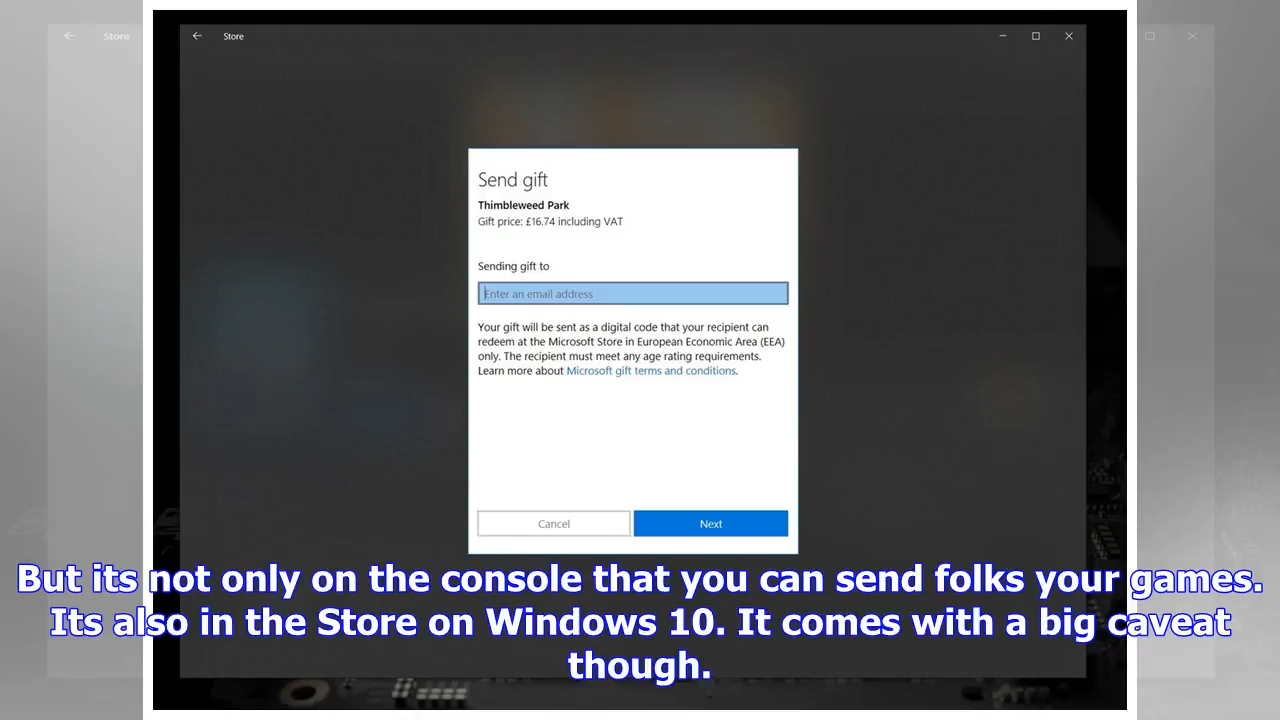 Store
Store
Send gift
Thimbleweed Park
Gift price: £16.74 including VAT
Sending gift to
Enter an email address
Your gift will be sent as a digital code that your recipient can
redeem at the Microsoft Store in European Economic Area (EEA)
only. The recipient must meet any age rating requirements.
Learn more about Microsoft gift terms and conditions.
Cancel
Next
But its not only on the console that you can send folks your games.
Its also in the Store on Windows 10. It comes with a big caveat
though.